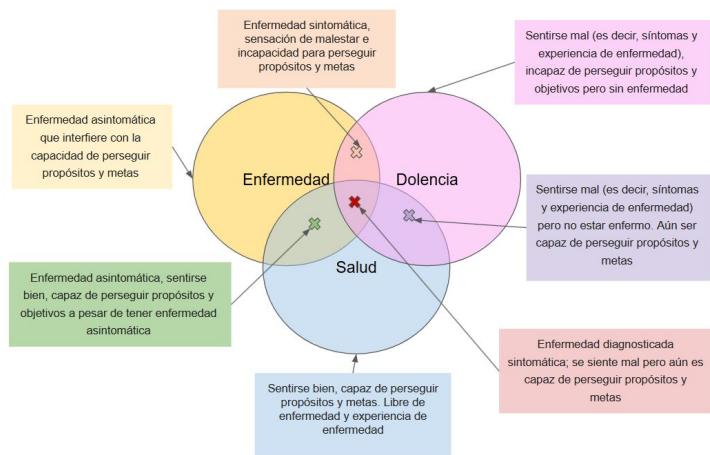 Enfermedad sintomática,
sensación de malestar e
incapacidad para perseguir
propósitos y metas
Sentirse mal (es decir, síntomas y
experiencia de enfermedad),
incapaz de perseguir propósitos y
objetivos pero sin enfermedad
Enfermedad asintomática
que interfiere con la
capacidad de perseguir
propósitos y metas
Enfermedad
Dolencia
Sentirse mal (es decir, síntomas
y experiencia de enfermedad)
pero no estar enfermo. Aún ser
capaz de perseguir propósitos y
metas
Salud
Enfermedad asintomática, sentirse
bien, capaz de perseguir propósitos y
objetivos a pesar de tener enfermedad
asintomática
Enfermedad diagnosticada
sintomática; se siente mal pero aún es
capaz de perseguir propósitos y
metas
Sentirse bien, capaz de perseguir
propósitos y metas. Libre de
enfermedad y experiencia de
enfermedad